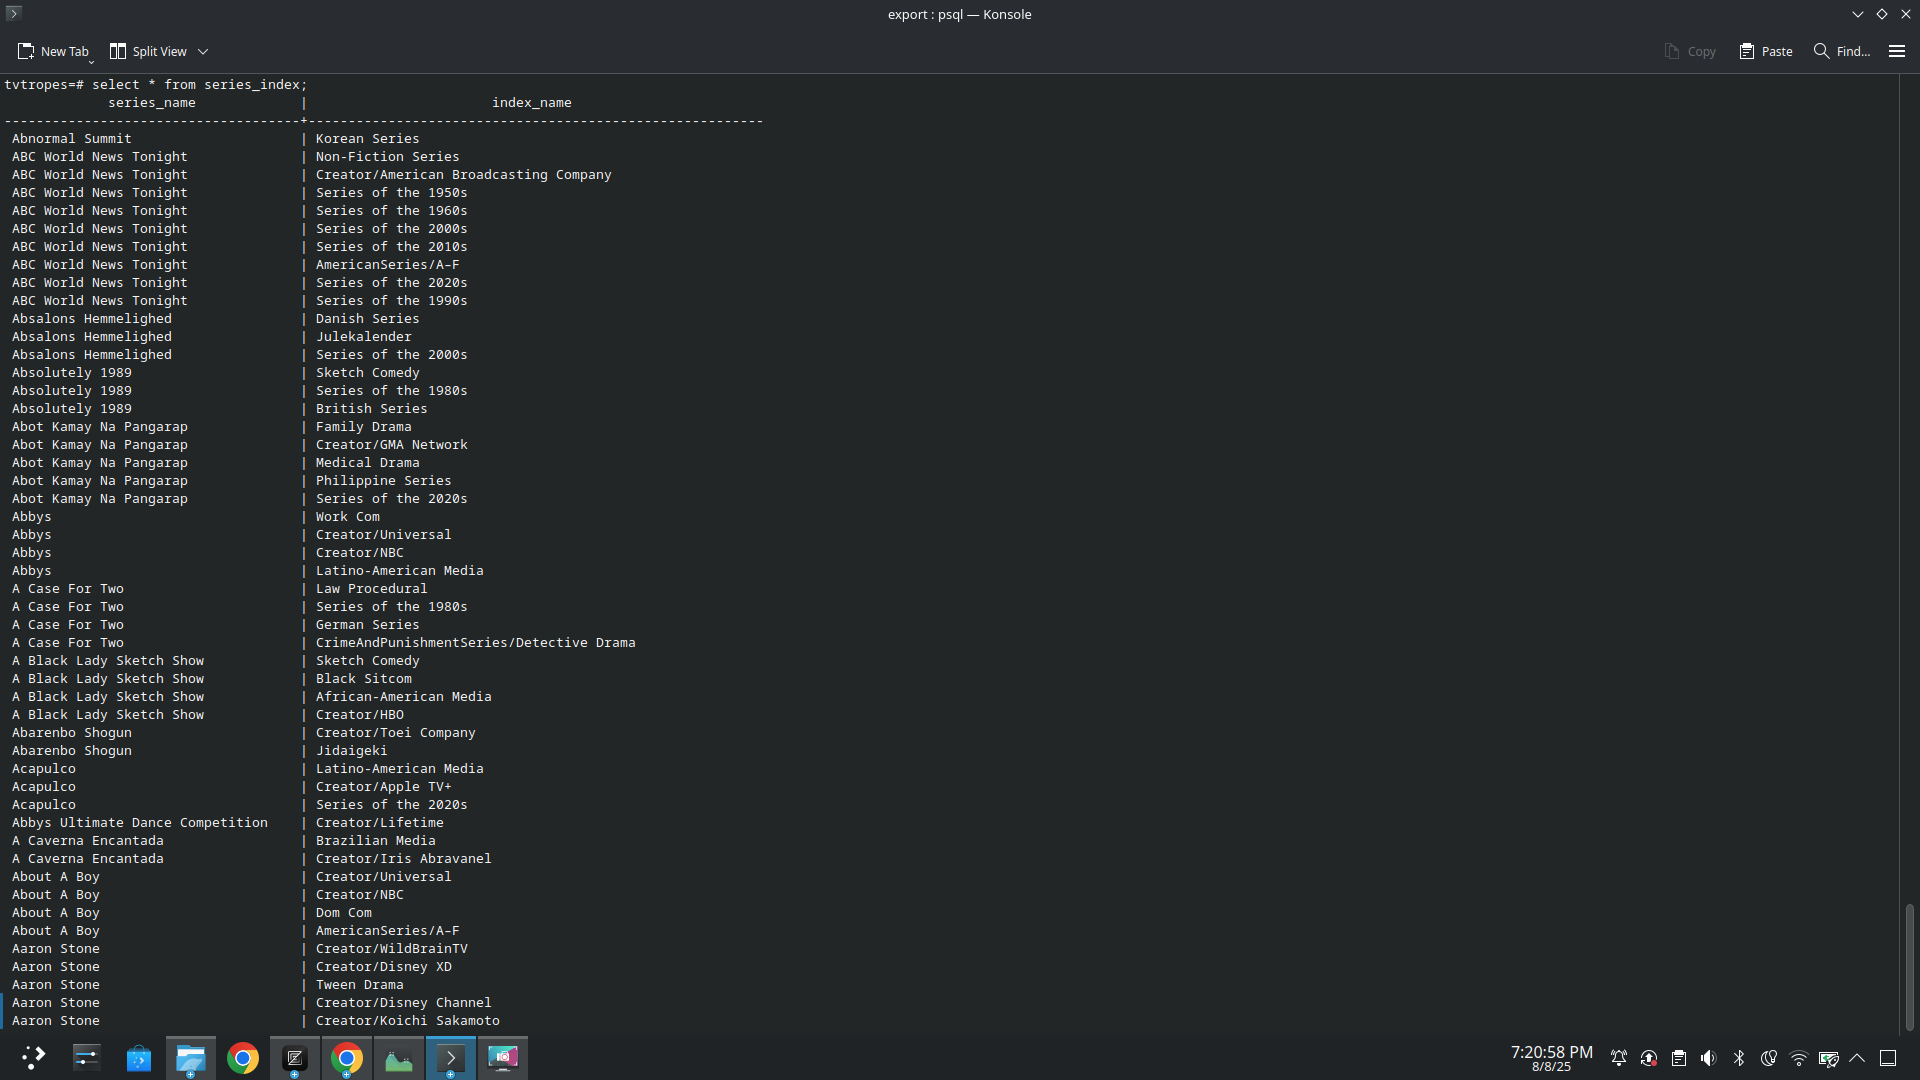 export : psql — Konsole
New Tab Split View Copy Paste Find...
tvtropes=# select * from series_index;
series_name | index_name
-------------------------------------+---------------------------------------------------------
Abnormal Summit | Korean Series
ABC World News Tonight | Non-Fiction Series
ABC World News Tonight | Creator/American Broadcasting Company
ABC World News Tonight | Series of the 1950s
ABC World News Tonight | Series of the 1960s
ABC World News Tonight | Series of the 2000s
ABC World News Tonight | Series of the 2010s
ABC World News Tonight | AmericanSeries/A–F
ABC World News Tonight | Series of the 2020s
ABC World News Tonight | Series of the 1990s
Absalons Hemmelighed | Danish Series
Absalons Hemmelighed | Julekalender
Absalons Hemmelighed | Series of the 2000s
Absolutely 1989 | Sketch Comedy
Absolutely 1989 | Series of the 1980s
Absolutely 1989 | British Series
Abot Kamay Na Pangarap | Family Drama
Abot Kamay Na Pangarap | Creator/GMA Network
Abot Kamay Na Pangarap | Medical Drama
Abot Kamay Na Pangarap | Philippine Series
Abot Kamay Na Pangarap | Series of the 2020s
Abbys | Work Com
Abbys | Creator/Universal
Abbys | Creator/NBC
Abbys | Latino-American Media
A Case For Two | Law Procedural
A Case For Two | Series of the 1980s
A Case For Two | German Series
A Case For Two | CrimeAndPunishmentSeries/Detective Drama
A Black Lady Sketch Show | Sketch Comedy
A Black Lady Sketch Show | Black Sitcom
A Black Lady Sketch Show | African-American Media
A Black Lady Sketch Show | Creator/HBO
Abarenbo Shogun | Creator/Toei Company
Abarenbo Shogun | Jidaigeki
Acapulco | Latino-American Media
Acapulco | Creator/Apple TV+
Acapulco | Series of the 2020s
Abbys Ultimate Dance Competition | Creator/Lifetime
A Caverna Encantada | Brazilian Media
A Caverna Encantada | Creator/Iris Abravanel
About A Boy | Creator/Universal
About A Boy | Creator/NBC
About A Boy | Dom Com
About A Boy | AmericanSeries/A–F
Aaron Stone | Creator/WildBrainTV
Aaron Stone | Creator/Disney XD
Aaron Stone | Tween Drama
Aaron Stone | Creator/Disney Channel
Aaron Stone | Creator/Koichi Sakamoto
7:20:58 PM
8/8/25